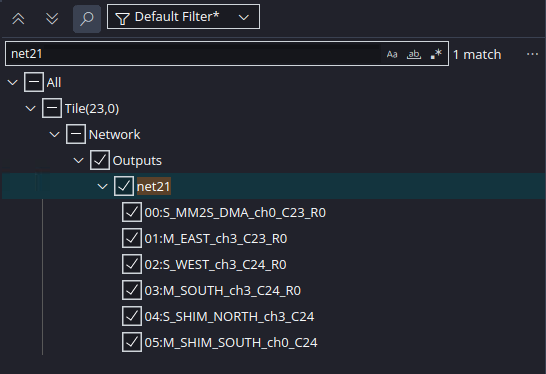 Default Filter*
net21 Aa ab. .* 1 match ...
All
Tile(23,0)
Network
Outputs
net21
00:S_MM2S_DMA_ch0_C23_R0
01:M_EAST_ch3_C23_R0
02:S_WEST_ch3_C24_R0
03:M_SOUTH_ch3_C24_R0
04:S_SHIM_NORTH_ch3_C24
05:M_SHIM_SOUTH_ch0_C24